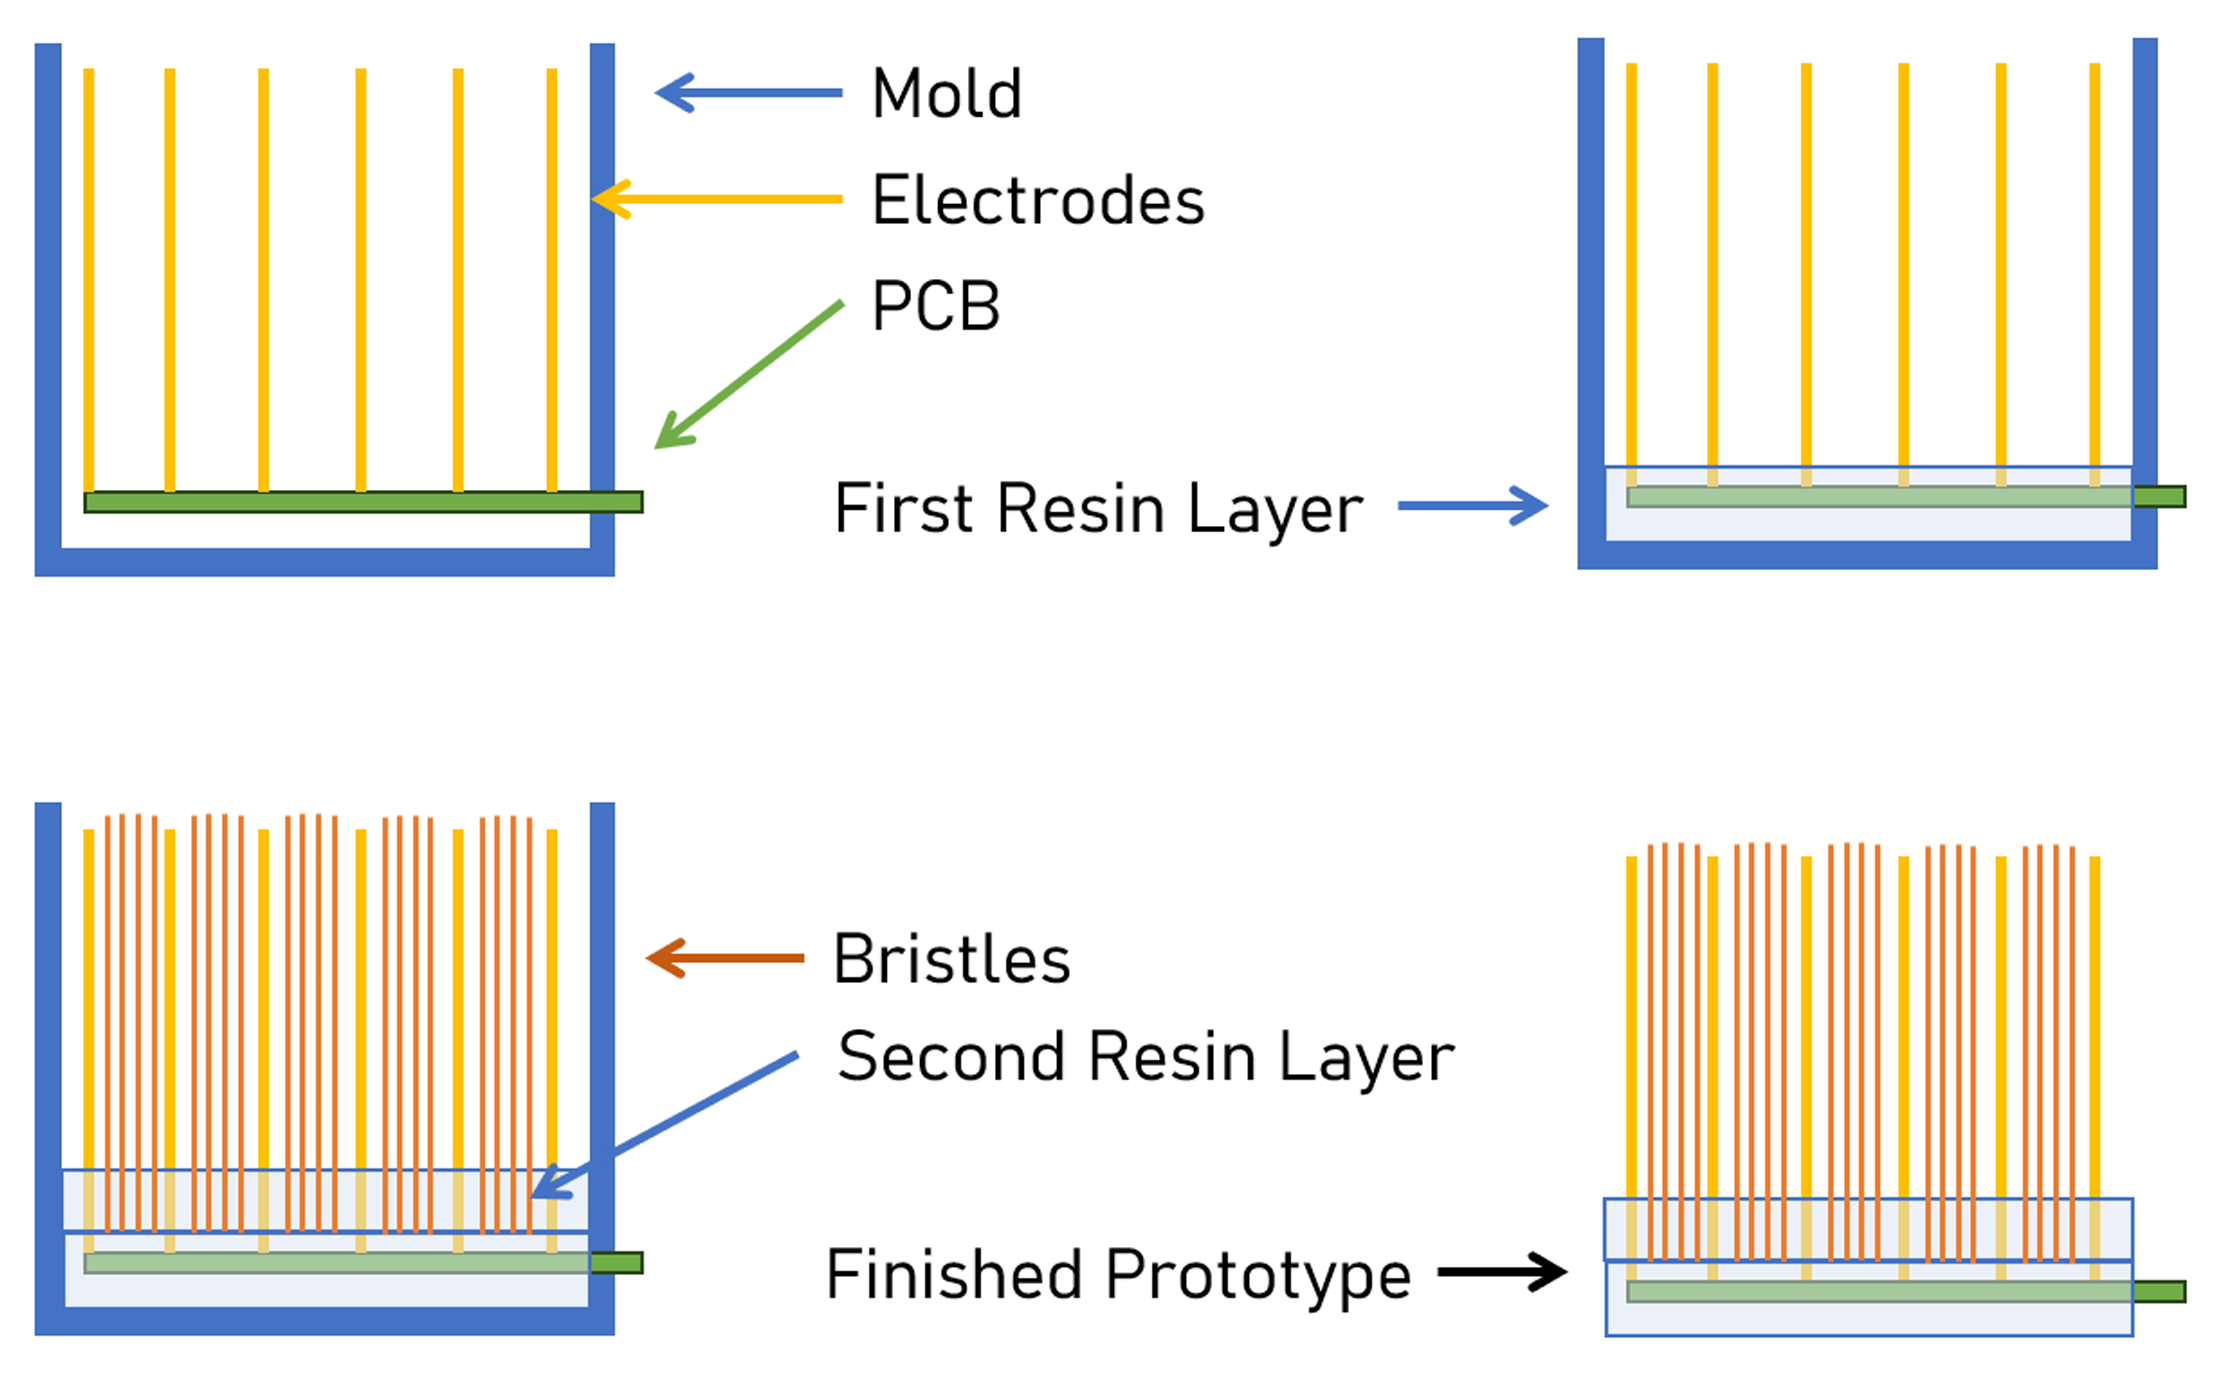 Mold
Electrodes
PCB
First Resin Layer
Bristles
Second Resin Layer
Finished Prototype